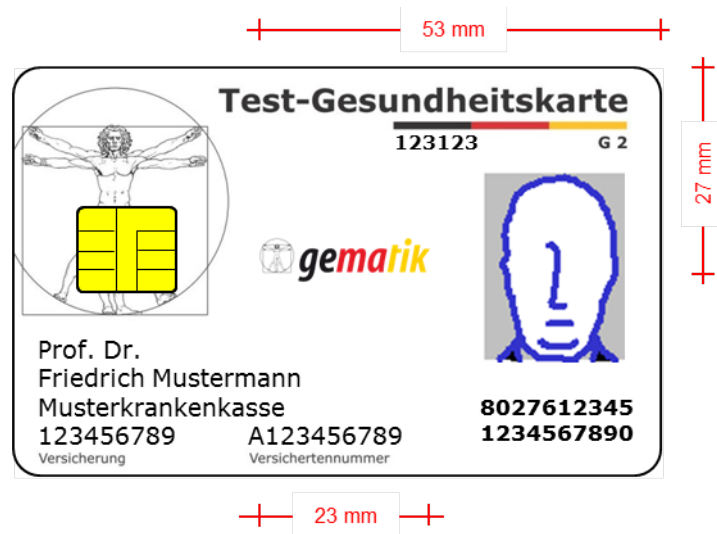 53 mm
Test-Gesundheitskarte
123123 G 2
27 mm
gematik
Prof. Dr.
Friedrich Mustermann
Musterkrankenkasse
8027612345
123456789 A123456789
1234567890
Versicherung Versichertennummer
23 mm